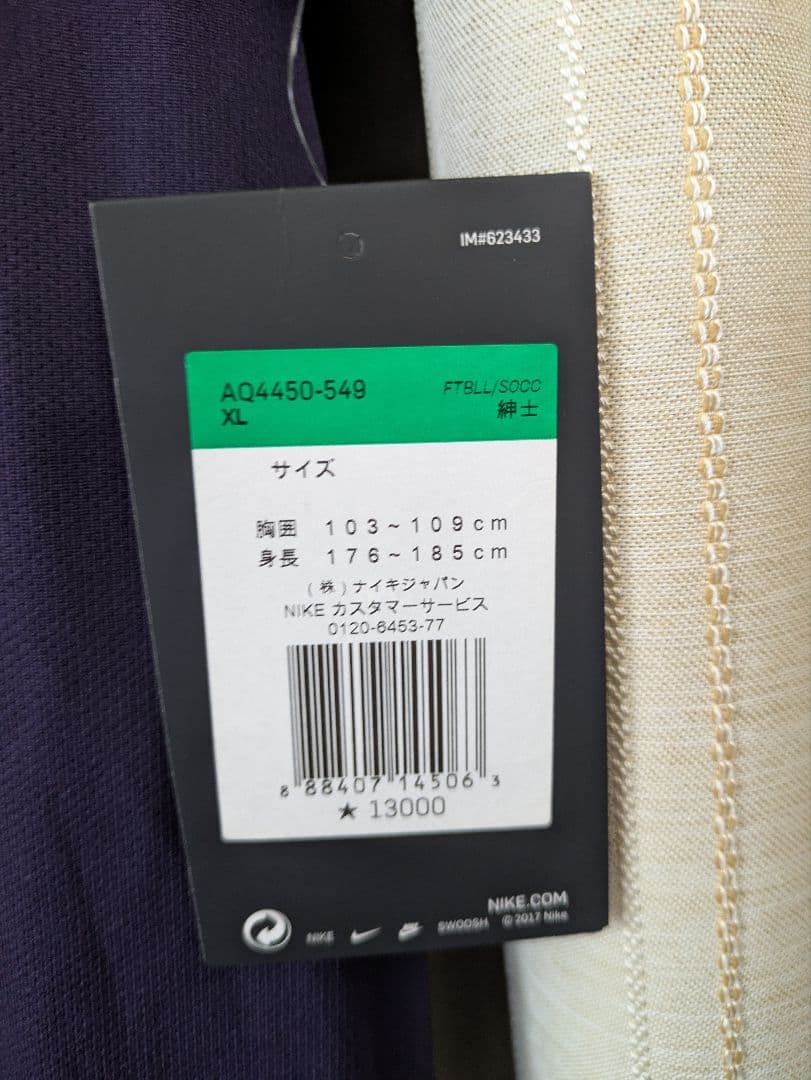 IM#623433
AQ4450-549
FTBLL/SOCC
XL
紳士
サイズ
胸囲 103~109cm
身長 176~185cm
(株)ナイキジャパン
NIKE カスタマーサービス
0120-6453-77
8 88407 14506 3
★ 13000
NIKE.COM
NIKE SWOOSH © 2017 Nike